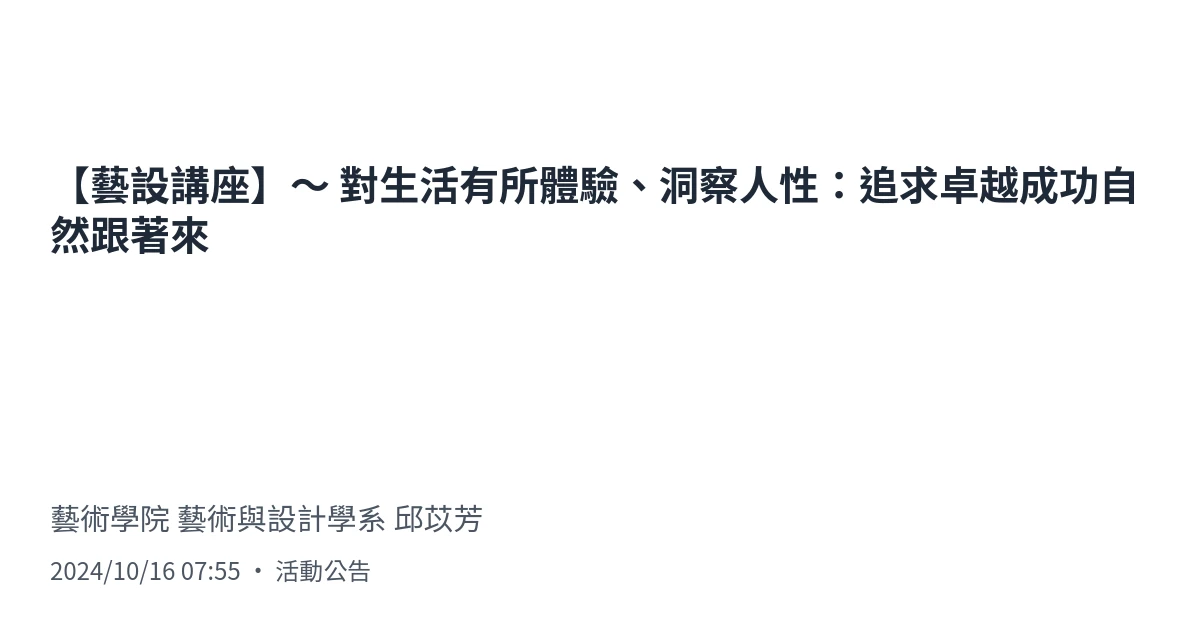 【藝設講座】～ 對生活有所體驗、洞察人性：追求卓越成功自
然跟著來
藝術學院 藝術與設計學系 邱苡芳
2024/10/16 07:55 ・ 活動公告